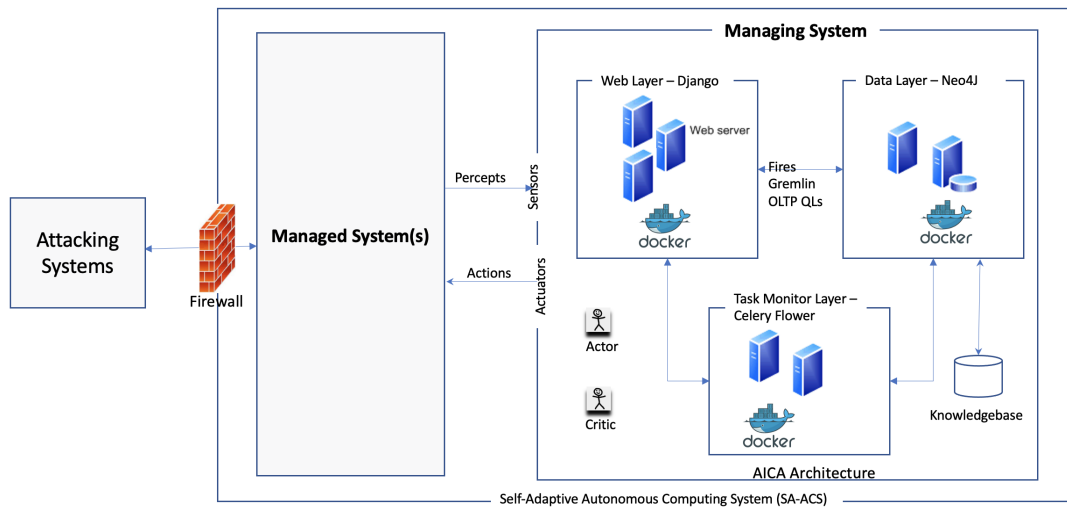 Managing System
Web Layer – Django
Data Layer – Neo4J
Web server
Fires
Gremlin
OLTP QLs
docker
docker
Percepts
Sensors
Attacking
Systems
Managed System(s)
Firewall
Actions
Actuators
Task Monitor Layer –
Celery Flower
Actor
Critic
docker
Knowledgebase
AICA Architecture
Self-Adaptive Autonomous Computing System (SA-ACS)